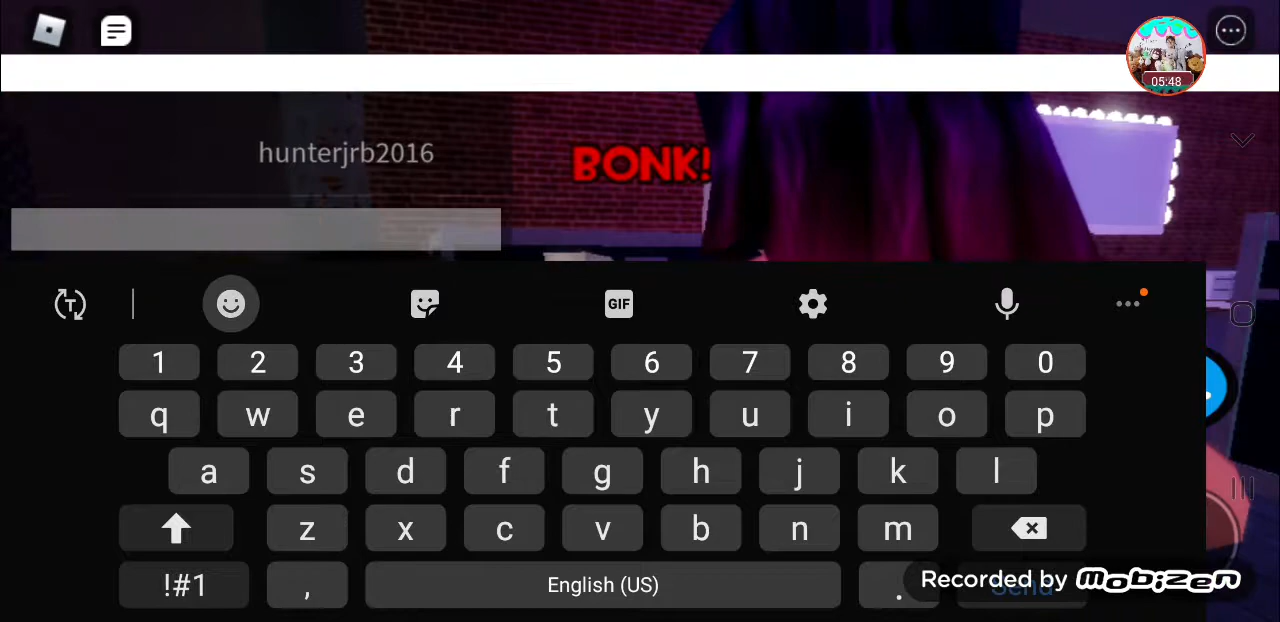 05:48
hunterjrb2016
BONK!
T
GIF
1 2 3 4 5 6 7 8 9 0
q w e r t y u i o p
a s d f g h j k l
z x c v b n m
!#1 , English (US) . Send
Recorded by mobizen